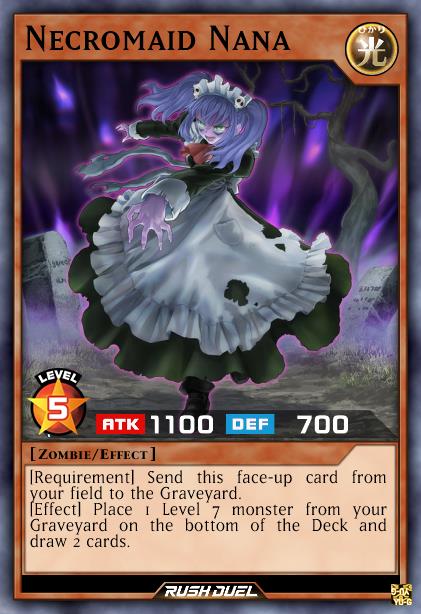 Necromaid Nana
ひかり
光
LEVEL
5
ATK 1100 DEF 700
[Zombie/Effect]
[Requirement] Send this face-up card from
your field to the Graveyard.
[Effect] Place 1 Level 7 monster from your
Graveyard on the bottom of the Deck and
draw 2 cards.
RUSH DUEL